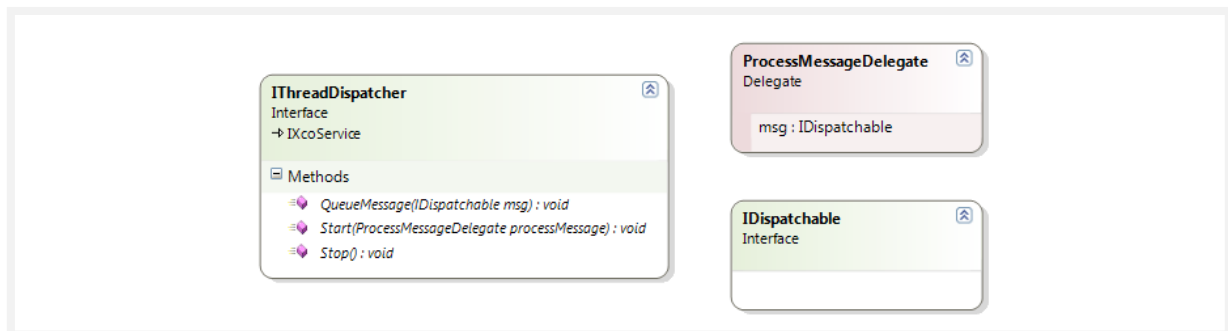 IThreadDispatcher
Interface
IXcoService
Methods
QueueMessage(IDispatchable msg) : void
Start(ProcessMessageDelegate processMessage) : void
Stop() : void
ProcessMessageDelegate
Delegate
msg : IDispatchable
IDispatchable
Interface